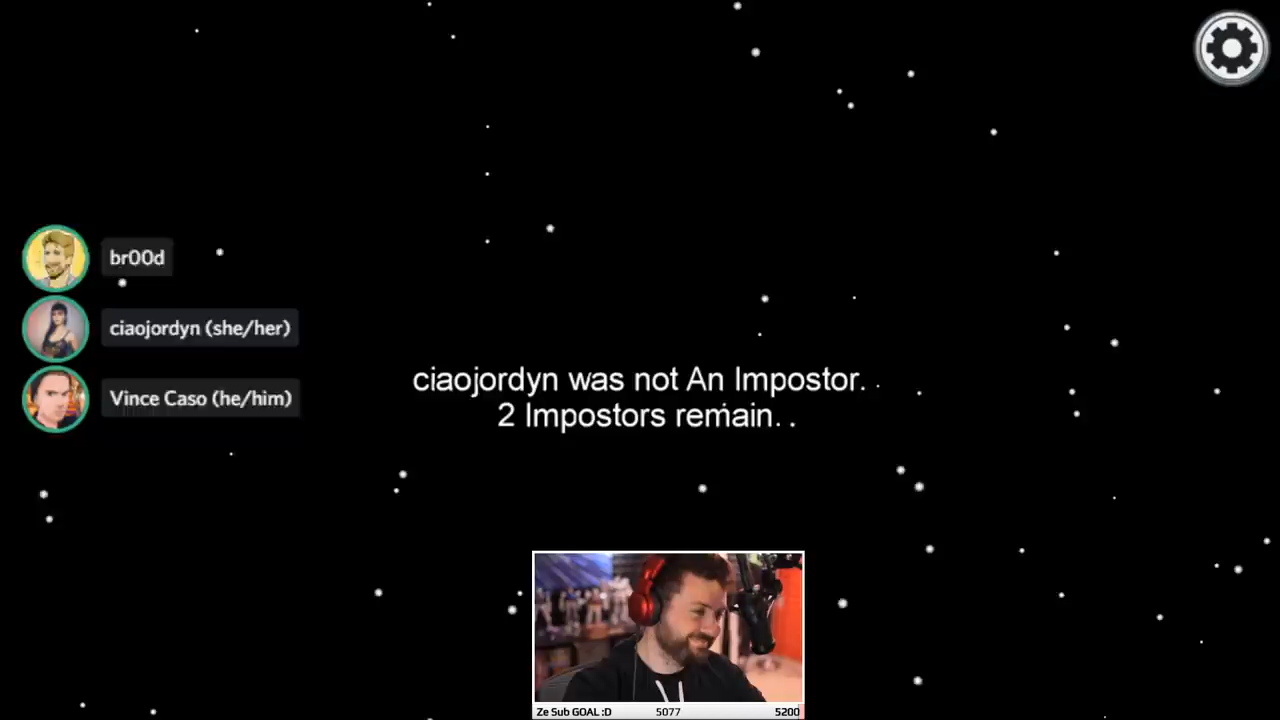 br00d
ciaojordyn (she/her)
Vince Caso (he/him)
ciaojordyn was not An Impostor.
2 Impostors remain.
Ze Sub GOAL :D 5077 5200